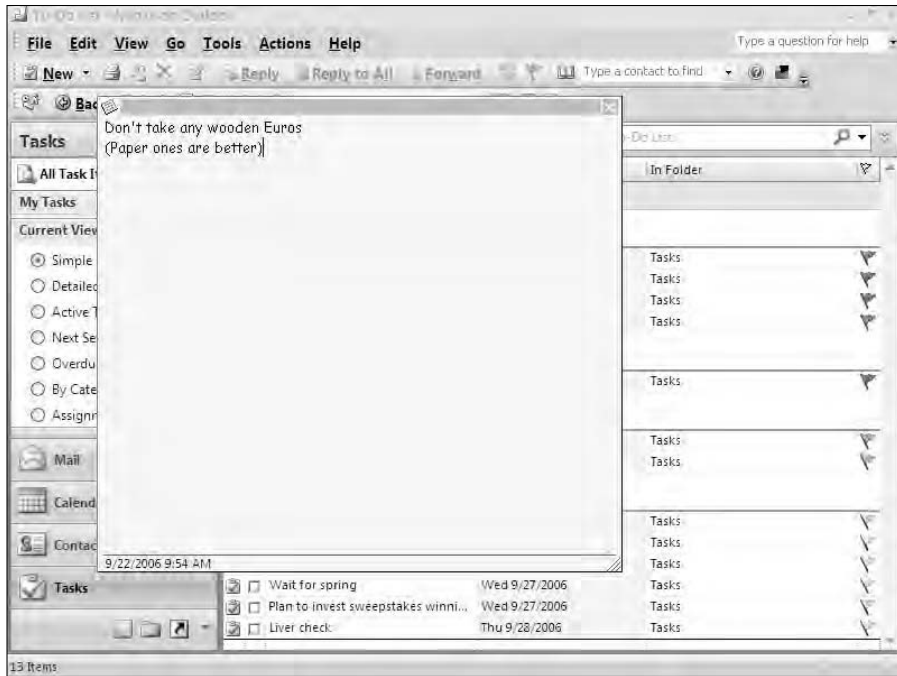 To-Do List - Microsoft Outlook
File Edit View Go Tools Actions Help
Type a question for help
New
Reply Reply to All Forward
Type a contact to find
Bac
Don't take any wooden Euros
(Paper ones are better)
Tasks
All Task I
In Folder
My Tasks
Current View
Simple
Tasks
Detailed
Tasks
Active T
Tasks
Tasks
Next Se
Overdu
By Cate
Tasks
Assignm
Tasks
Mail
Tasks
Calend
Tasks
Contac
Tasks
9/22/2006 9:54 AM
Tasks
Tasks
Wait for spring Wed 9/27/2006 Tasks
Plan to invest sweepstakes winni... Wed 9/27/2006 Tasks
Liver check Thu 9/28/2006 Tasks
13 Items